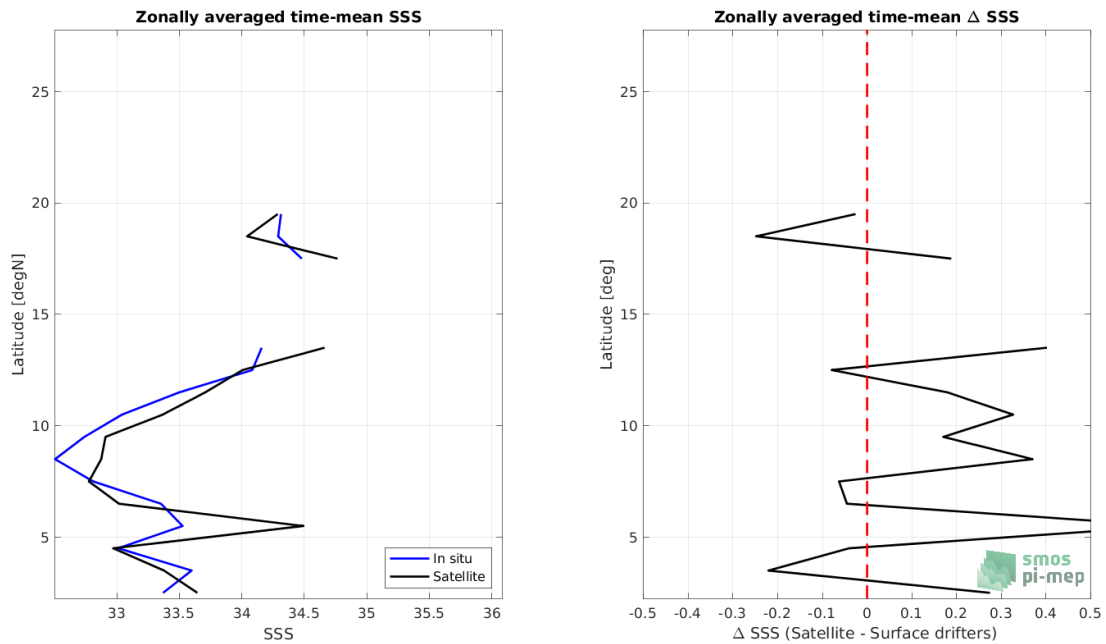 Zonally averaged time-mean SSS
25
20
15
10
5
Latitude [degN]
33
33.5
34
34.5
35
35.5
36
SSS
In situ
Satellite
Zonally averaged time-mean Δ SSS
25
20
15
10
5
Latitude [deg]
-0.5
-0.4
-0.3
-0.2
-0.1
0
0.1
0.2
0.3
0.4
0.5
Δ SSS (Satellite - Surface drifters)
smos
pi-mep